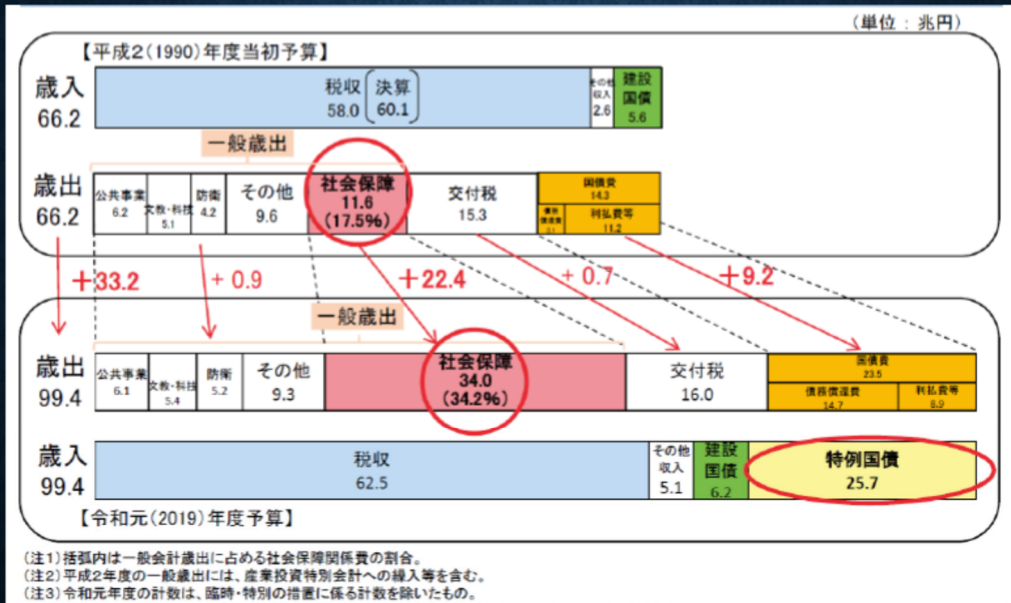 (単位:兆円)
【平成2(1990)年度当初予算】
歳入
66.2
税収
58.0
決算
60.1
その他
収入
2.6
建設
国債
5.6
一般歳出
歳出
66.2
公共事業
6.2
文教・科技
5.1
防衛
4.2
その他
9.6
社会保障
11.6
(17.5%)
交付税
15.3
国債費
14.3
債務
償還費
3.1
利払費等
11.2
+33.2
+0.9
+22.4
+0.7
+9.2
一般歳出
歳出
99.4
公共事業
6.1
文教・科技
5.4
防衛
5.2
その他
9.3
社会保障
34.0
(34.2%)
交付税
16.0
国債費
23.5
債務償還費
14.7
利払費等
8.9
歳入
99.4
税収
62.5
その他
収入
5.1
建設
国債
6.2
特例国債
25.7
【令和元(2019)年度予算】
(注1)括弧内は一般会計歳出に占める社会保障関係費の割合。
(注2)平成2年度の一般歳出には、産業投資特別会計への繰入等を含む。
(注3)令和元年度の計数は、臨時・特別の措置に係る計数を除いたもの。